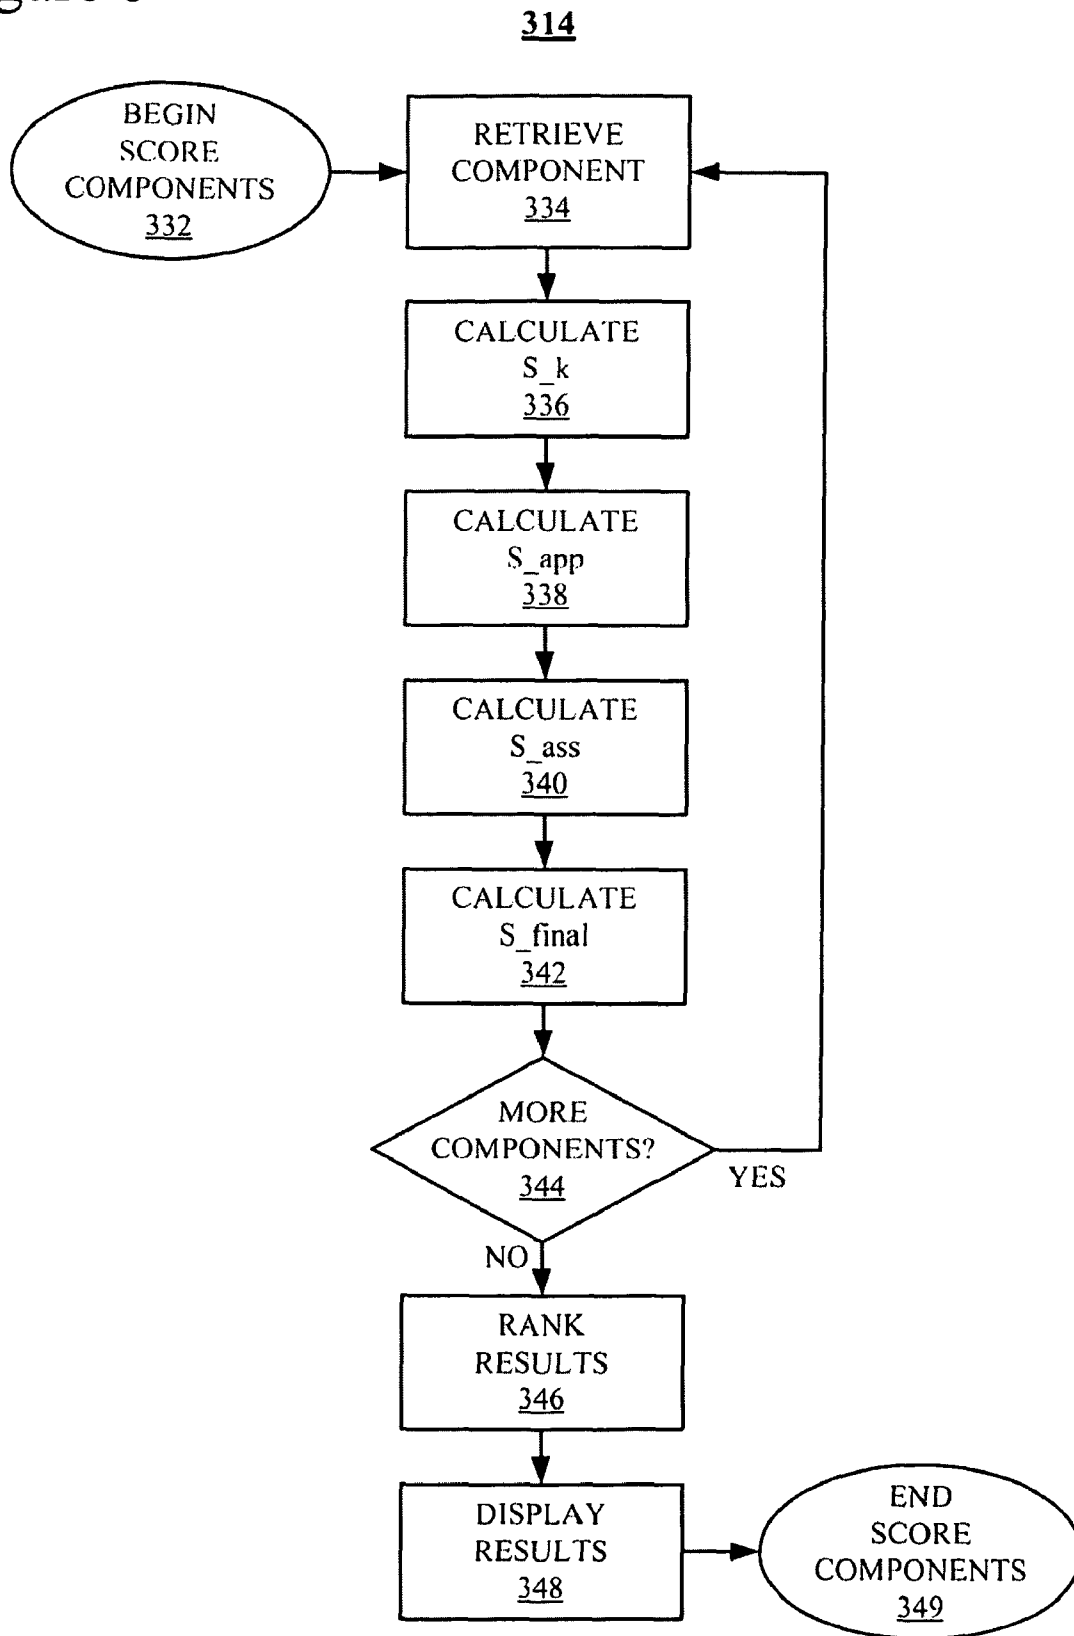 314
BEGIN
SCORE
COMPONENTS
332
RETRIEVE
COMPONENT
334
CALCULATE
S_k
336
CALCULATE
S_app
338
CALCULATE
S_ass
340
CALCULATE
S_final
342
MORE
COMPONENTS?
344
YES
NO
RANK
RESULTS
346
DISPLAY
RESULTS
348
END
SCORE
COMPONENTS
349